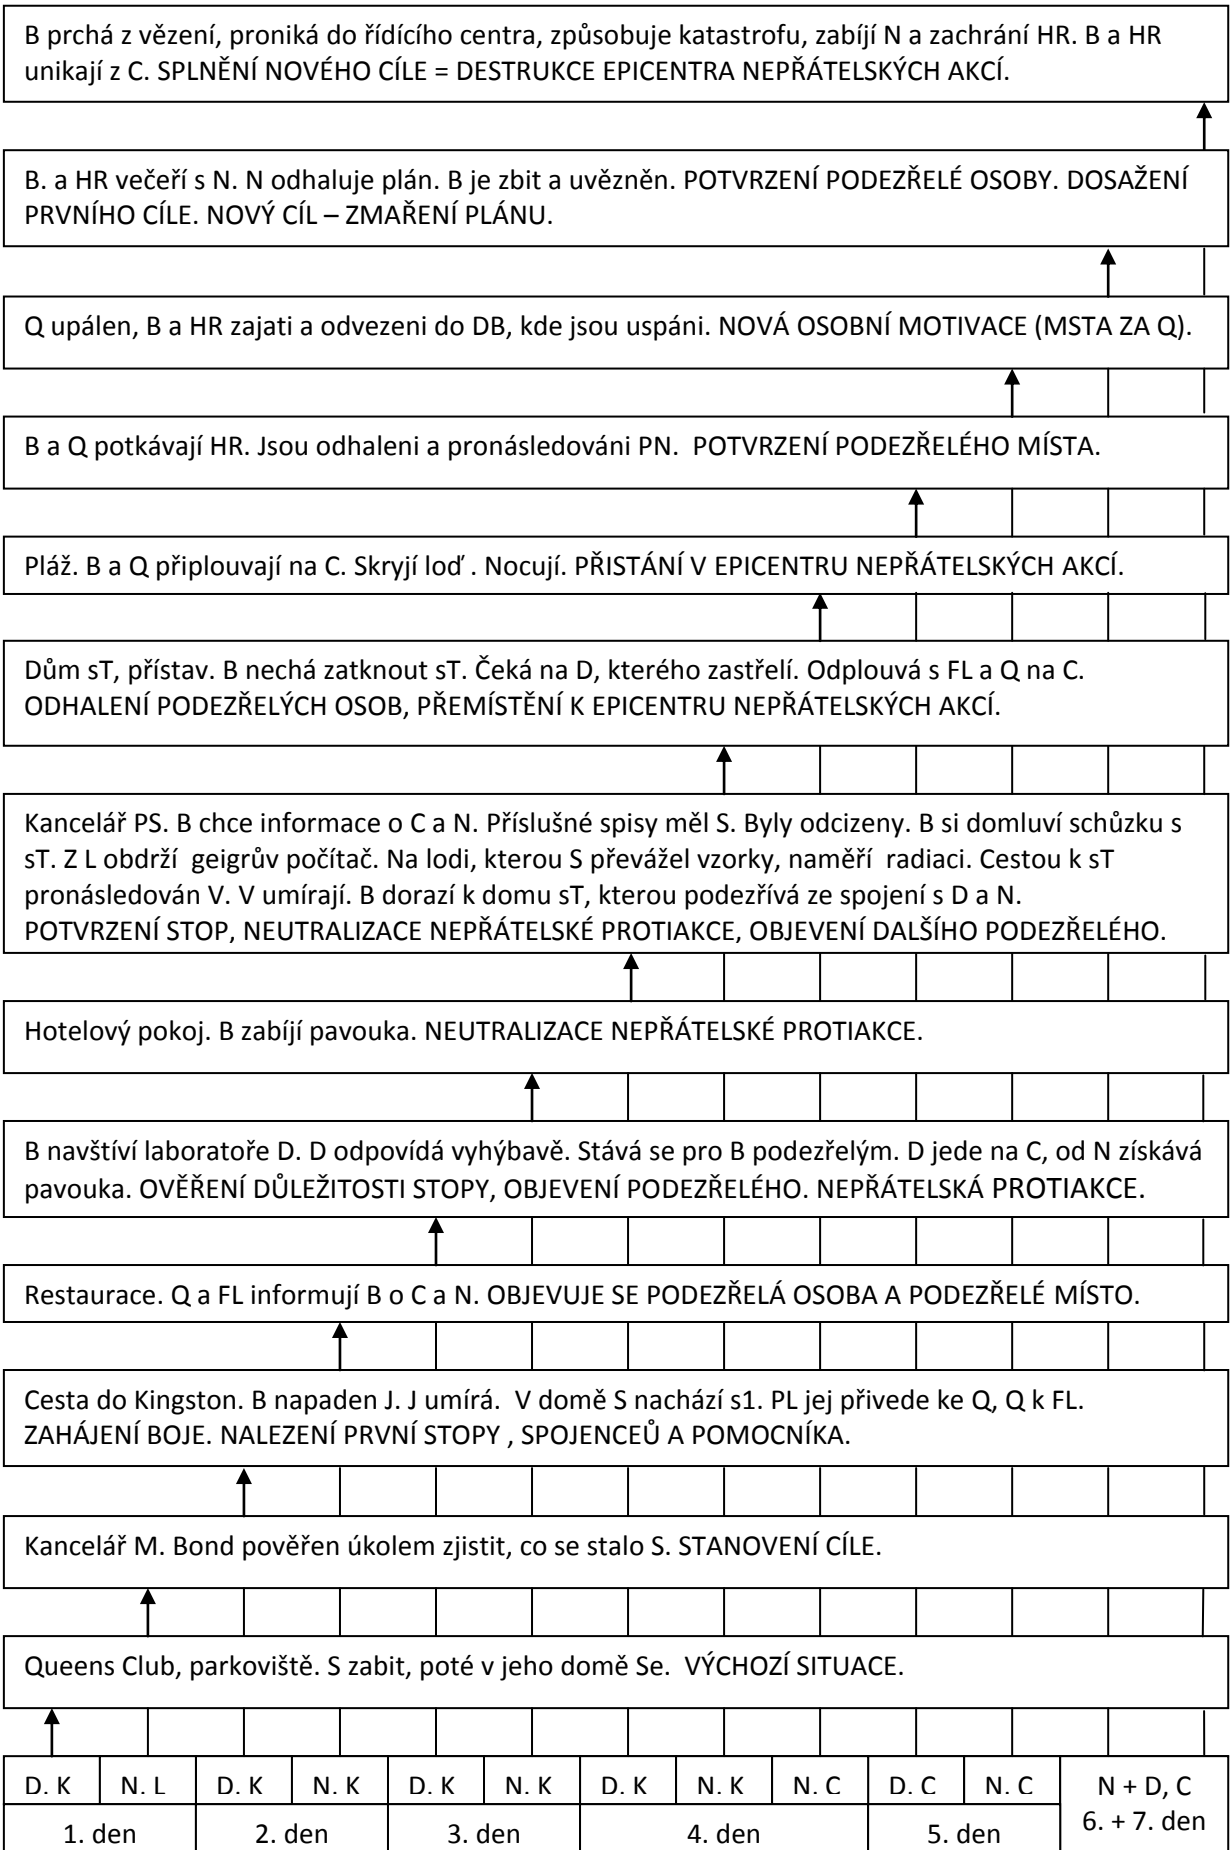 B prchá z vězení, proniká do řídícího centra, způsobuje katastrofu, zabíjí N a zachrání HR. B a HR
unikají z C. SPLNĚNÍ NOVÉHO CÍLE = DESTRUKCE EPICENTRA NEPŘÁTELSKÝCH AKCÍ.
B. a HR večeří s N. N odhaluje plán. B je zbit a uvězněn. POTVRZENÍ PODEZŘELÉ OSOBY. DOSAŽENÍ
PRVNÍHO CÍLE. NOVÝ CÍL – ZMAŘENÍ PLÁNU.
Q upálen, B a HR zajati a odvezeni do DB, kde jsou uspáni. NOVÁ OSOBNÍ MOTIVACE (MSTA ZA Q).
B a Q potkávají HR. Jsou odhaleni a pronásledováni PN. POTVRZENÍ PODEZŘELÉHO MÍSTA.
Pláž. B a Q připlouvají na C. Skryjí loď . Nocují. PŘISTÁNÍ V EPICENTRU NEPŘÁTELSKÝCH AKCÍ.
Dům sT, přístav. B nechá zatknout sT. Čeká na D, kterého zastřelí. Odplouvá s FL a Q na C.
ODHALENÍ PODEZŘELÝCH OSOB, PŘEMÍSTĚNÍ K EPICENTRU NEPŘÁTELSKÝCH AKCÍ.
Kancelář PS. B chce informace o C a N. Příslušné spisy měl S. Byly odcizeny. B si domluví schůzku s
sT. Z L obdrží geigrův počítač. Na lodi, kterou S převážel vzorky, naměří radiaci. Cestou k sT
pronásledován V. V umírají. B dorazí k domu sT, kterou podezřívá ze spojení s D a N.
POTVRZENÍ STOP, NEUTRALIZACE NEPŘÁTELSKÉ PROTIAKCE, OBJEVENÍ DALŠÍHO PODEZŘELÉHO.
Hotelový pokoj. B zabíjí pavouka. NEUTRALIZACE NEPŘÁTELSKÉ PROTIAKCE.
B navštíví laboratoře D. D odpovídá vyhýbavě. Stává se pro B podezřelým. D jede na C, od N získává
pavouka. OVĚŘENÍ DŮLEŽITOSTI STOPY, OBJEVENÍ PODEZŘELÉHO. NEPŘÁTELSKÁ PROTIAKCE.
Restaurace. Q a FL informují B o C a N. OBJEVUJE SE PODEZŘELÁ OSOBA A PODEZŘELÉ MÍSTO.
Cesta do Kingston. B napaden J. J umírá. V domě S nachází s1. PL jej přivede ke Q, Q k FL.
ZAHÁJENÍ BOJE. NALEZENÍ PRVNÍ STOPY , SPOJENCEŮ A POMOCNÍKA.
Kancelář M. Bond pověřen úkolem zjistit, co se stalo S. STANOVENÍ CÍLE.
Queens Club, parkoviště. S zabit, poté v jeho domě Se. VÝCHOZÍ SITUACE.
D. K N. L D. K N. K D. K N. K D. K N. K N. C D. C N. C N + D, C
1. den 2. den 3. den 4. den 5. den 6. + 7. den